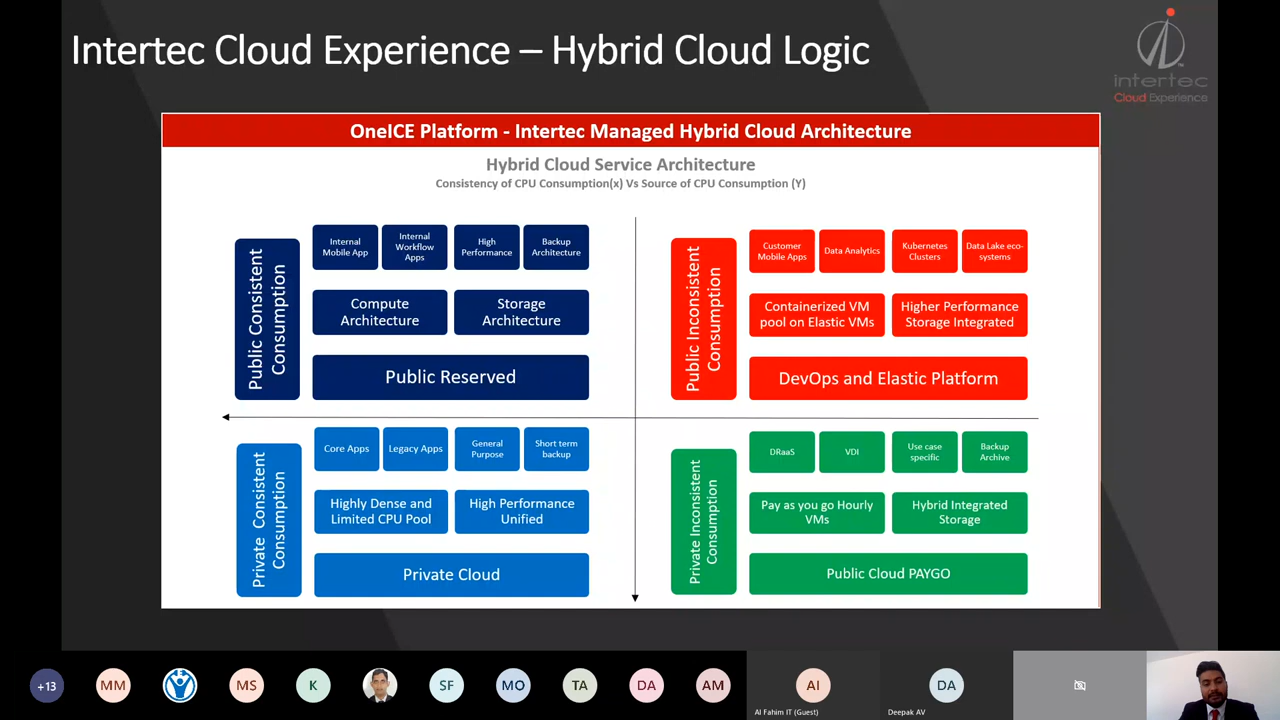 Intertec Cloud Experience – Hybrid Cloud Logic
intertec
Cloud Experience
OneICE Platform - Intertec Managed Hybrid Cloud Architecture
Hybrid Cloud Service Architecture
Consistency of CPU Consumption(x) Vs Source of CPU Consumption (Y)
Public Consistent
Consumption
Internal
Mobile App
Internal
Workflow
Apps
High
Performance
Backup
Architecture
Compute
Architecture
Storage
Architecture
Public Reserved
Public Inconsistent
Consumption
Customer
Mobile Apps
Data Analytics
Kubernetes
Clusters
Data Lake eco-
systems
Containerized VM
pool on Elastic VMs
Higher Performance
Storage Integrated
DevOps and Elastic Platform
Private Consistent
Consumption
Core Apps
Legacy Apps
General
Purpose
Short term
backup
Highly Dense and
Limited CPU Pool
High Performance
Unified
Private Cloud
Private Inconsistent
Consumption
DRaaS
VDI
Use case
specific
Backup
Archive
Pay as you go Hourly
VMs
Hybrid Integrated
Storage
Public Cloud PAYGO
+13
MM
MS
K
SF
MO
TA
DA
AM
AI
Al Fahim IT (Guest)
DA
Deepak AV